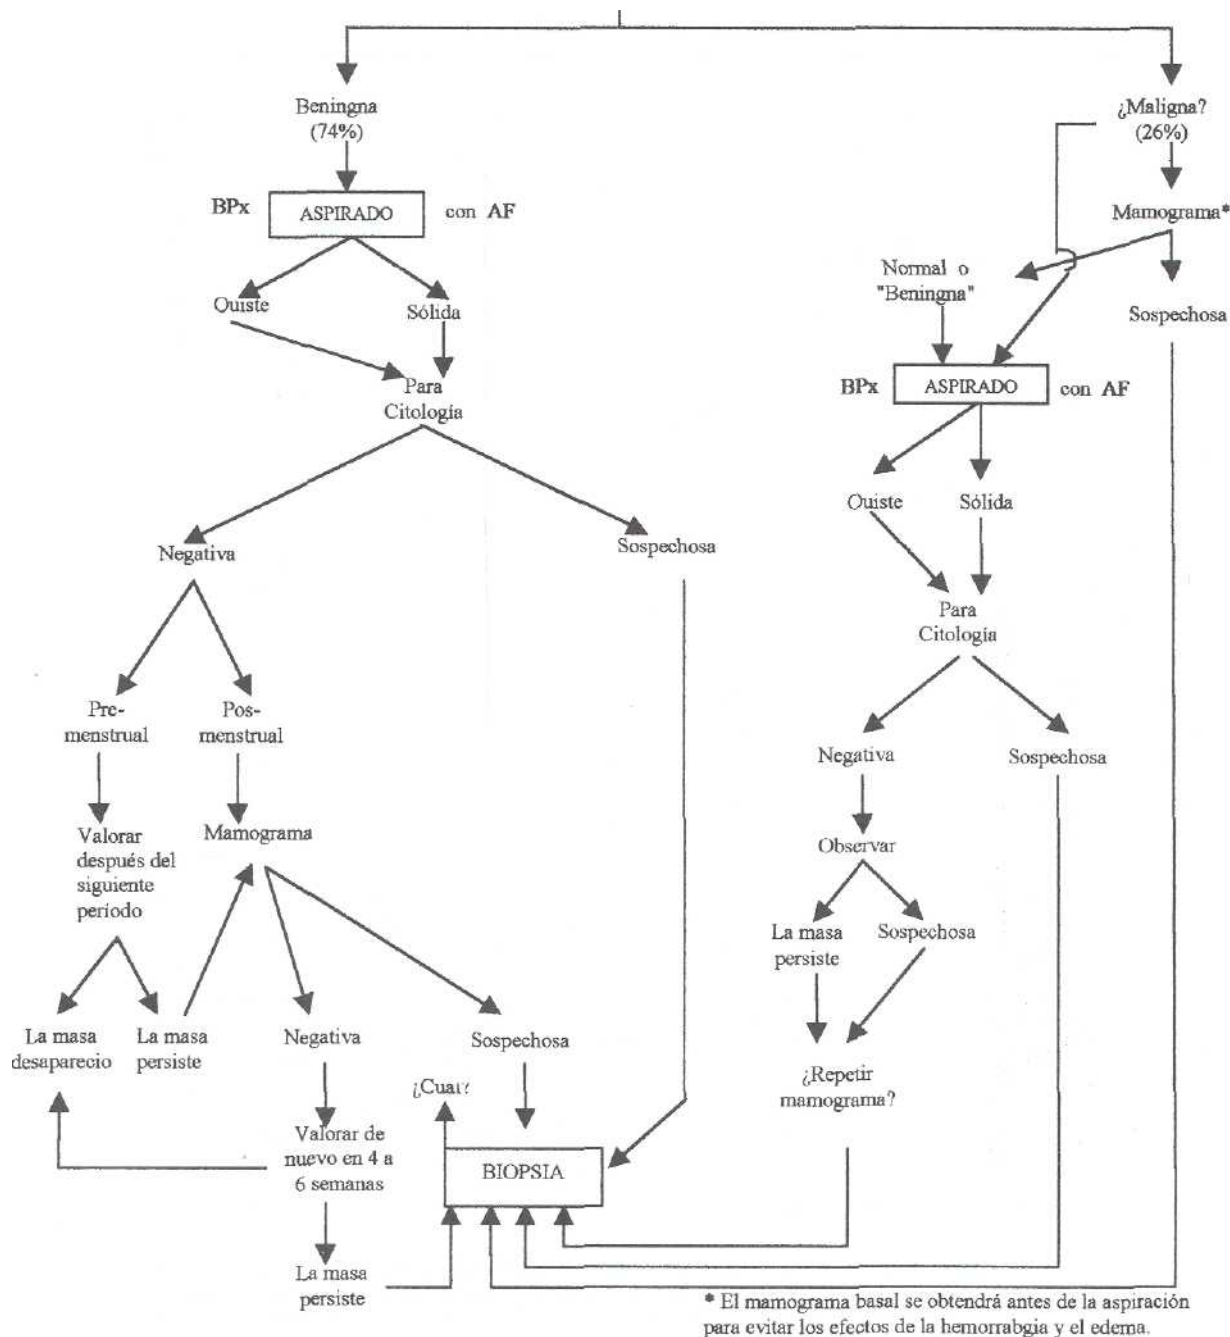 Beningna
(74%)
BPx
ASPIRADO
con AF
Quiste
Sólida
Para
Citología
Negativa
Sospechosa
Pre-
menstrual
Pos-
menstrual
Valorar
después del
siguiente
período
Mamograma
La masa
desaparecio
La masa
persiste
Negativa
Sospechosa
¿Cual?
Valorar de
nuevo en 4 a
6 semanas
BIOPSIA
La masa
persiste
¿Maligna?
(26%)
Mamograma*
Normal o
"Beningna"
Sospechosa
BPx
ASPIRADO
con AF
Quiste
Sólida
Para
Citología
Negativa
Sospechosa
Observar
La masa
persiste
Sospechosa
¿Repetir
mamograma?
* El mamograma basal se obtendrá antes de la aspiración
para evitar los efectos de la hemorrabgia y el edema.